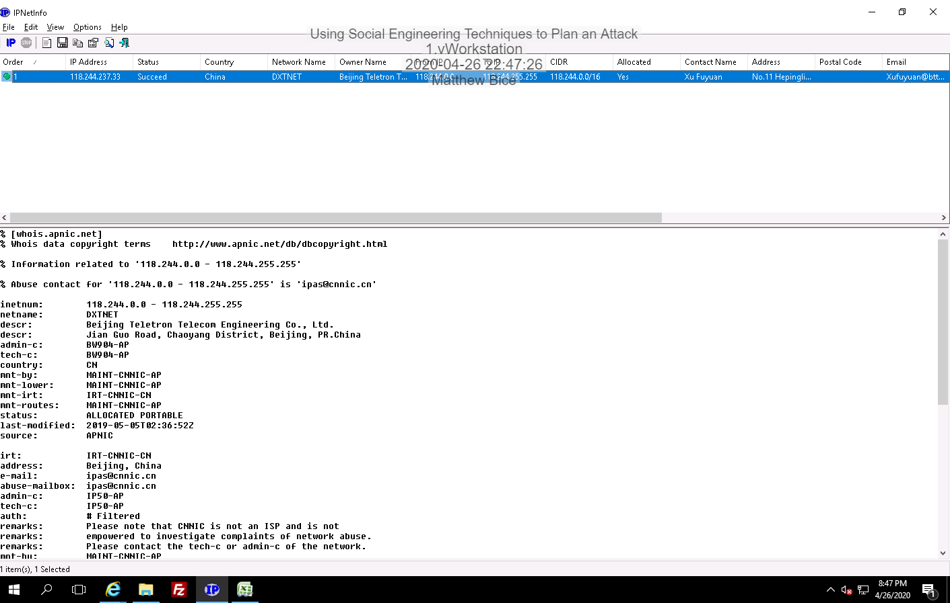 IPNetInfo
File Edit View Options Help
IP
Using Social Engineering Techniques to Plan an Attack
1.vWorkstation
2020-04-26 22:47:26
Matthew Bice
Order IP Address Status Country Network Name Owner Name CIDR Allocated Contact Name Address Postal Code Email
1 118.244.237.33 Succeed China DXTNET Beijing Teletron T... 118.244.0.0/16 Yes Xu Fuyuan No.11 Hepingli... Xufuyuan@btt...
% [whois.apnic.net]
% Whois data copyright terms http://www.apnic.net/db/dbcopyright.html
% Information related to '118.244.0.0 - 118.244.255.255'
% Abuse contact for '118.244.0.0 - 118.244.255.255' is 'ipas@cnnic.cn'
inetnum: 118.244.0.0 - 118.244.255.255
netname: DXTNET
descr: Beijing Teletron Telecom Engineering Co., Ltd.
descr: Jian Guo Road, Chaoyang District, Beijing, PR.China
admin-c: BW904-AP
tech-c: BW904-AP
country: CN
mnt-by: MAINT-CNNIC-AP
mnt-lower: MAINT-CNNIC-AP
mnt-irt: IRT-CNNIC-CN
mnt-routes: MAINT-CNNIC-AP
status: ALLOCATED PORTABLE
last-modified: 2019-05-05T02:36:52Z
source: APNIC
irt: IRT-CNNIC-CN
address: Beijing, China
e-mail: ipas@cnnic.cn
abuse-mailbox: ipas@cnnic.cn
admin-c: IP50-AP
tech-c: IP50-AP
auth: # Filtered
remarks: Please note that CNNIC is not an ISP and is not
remarks: empowered to investigate complaints of network abuse.
remarks: Please contact the tech-c or admin-c of the network.
mnt-by: MAINT-CNNIC-AP
1 item(s), 1 Selected
8:47 PM
4/26/2020
1